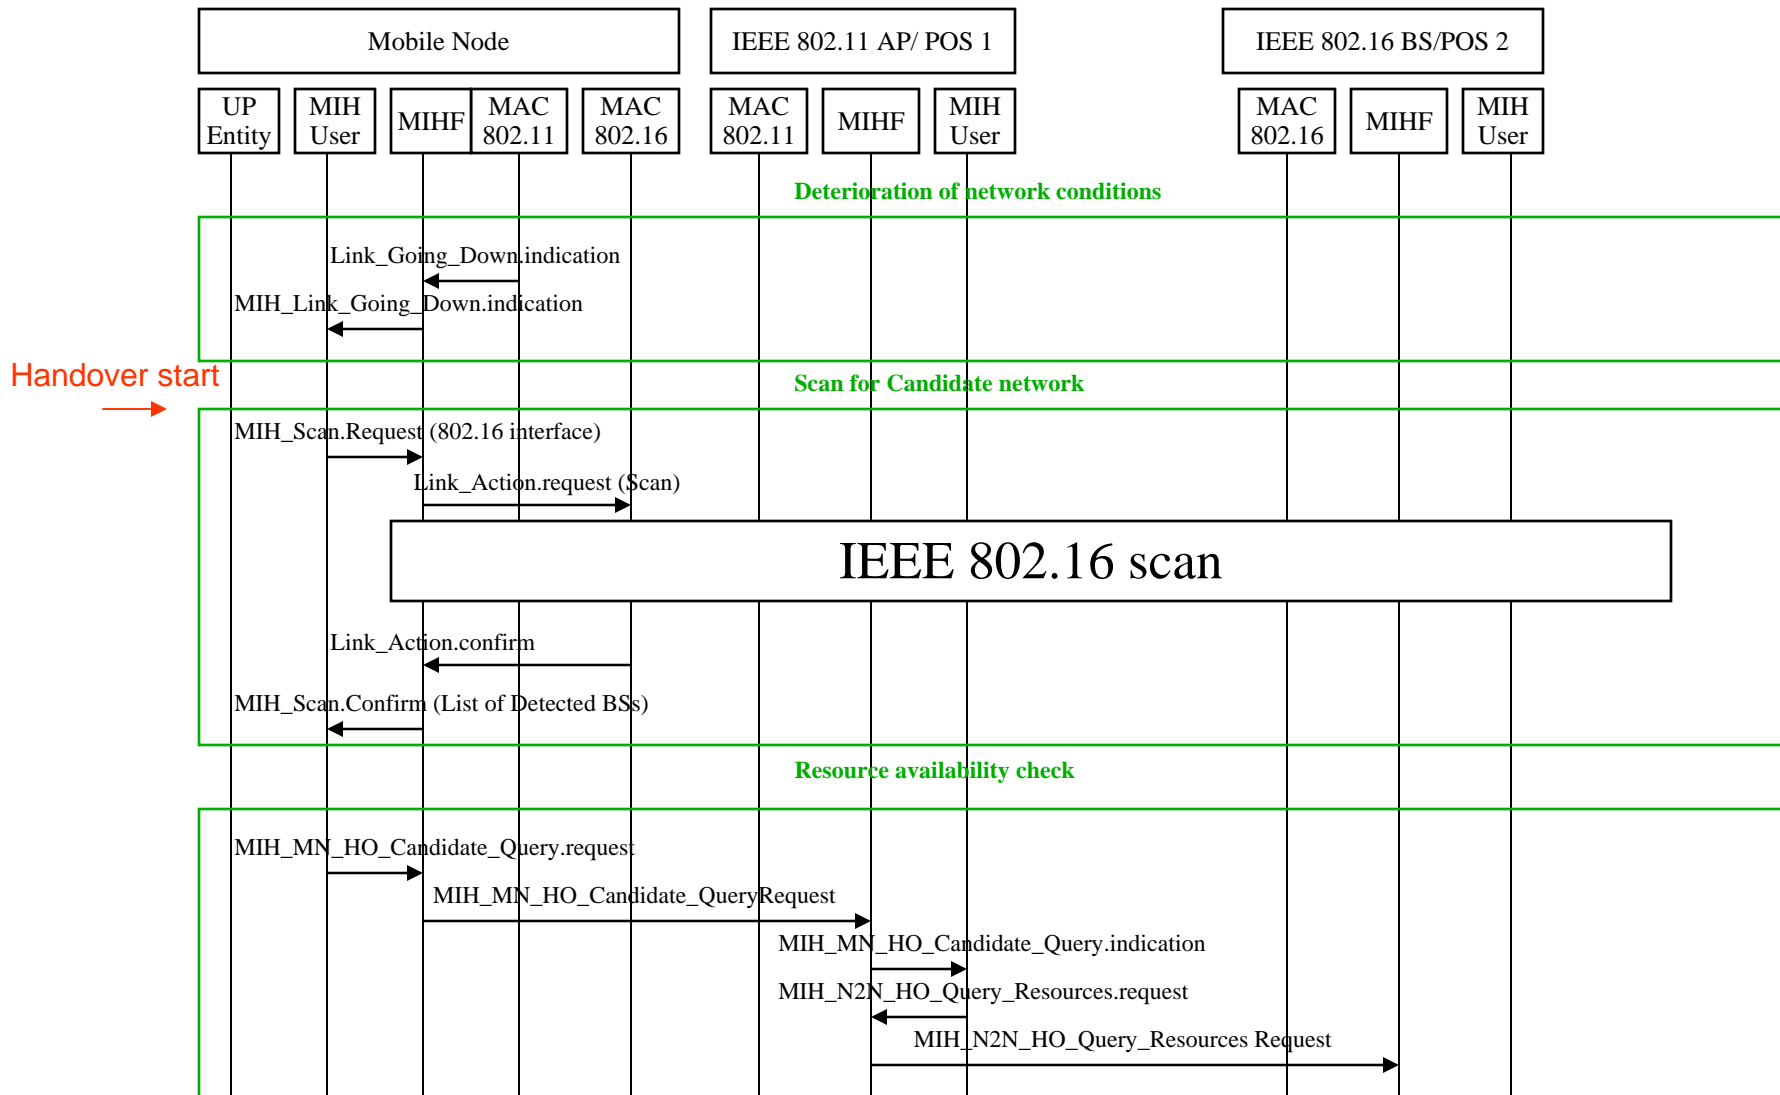 Mobile Node
IEEE 802.11 AP/ POS 1
IEEE 802.16 BS/POS 2
UP
Entity
MIH
User
MIHF
MAC
802.11
MAC
802.16
MAC
802.11
MIHF
MIH
User
MAC
802.16
MIHF
MIH
User
Deterioration of network conditions
Link_Going_Down.indication
MIH_Link_Going_Down.indication
Handover start
Scan for Candidate network
MIH_Scan.Request (802.16 interface)
Link_Action.request (Scan)
IEEE 802.16 scan
Link_Action.confirm
MIH_Scan.Confirm (List of Detected BSs)
Resource availability check
MIH_MN_HO_Candidate_Query.request
MIH_MN_HO_Candidate_QueryRequest
MIH_MN_HO_Candidate_Query.indication
MIH_N2N_HO_Query_Resources.request
MIH_N2N_HO_Query_Resources Request